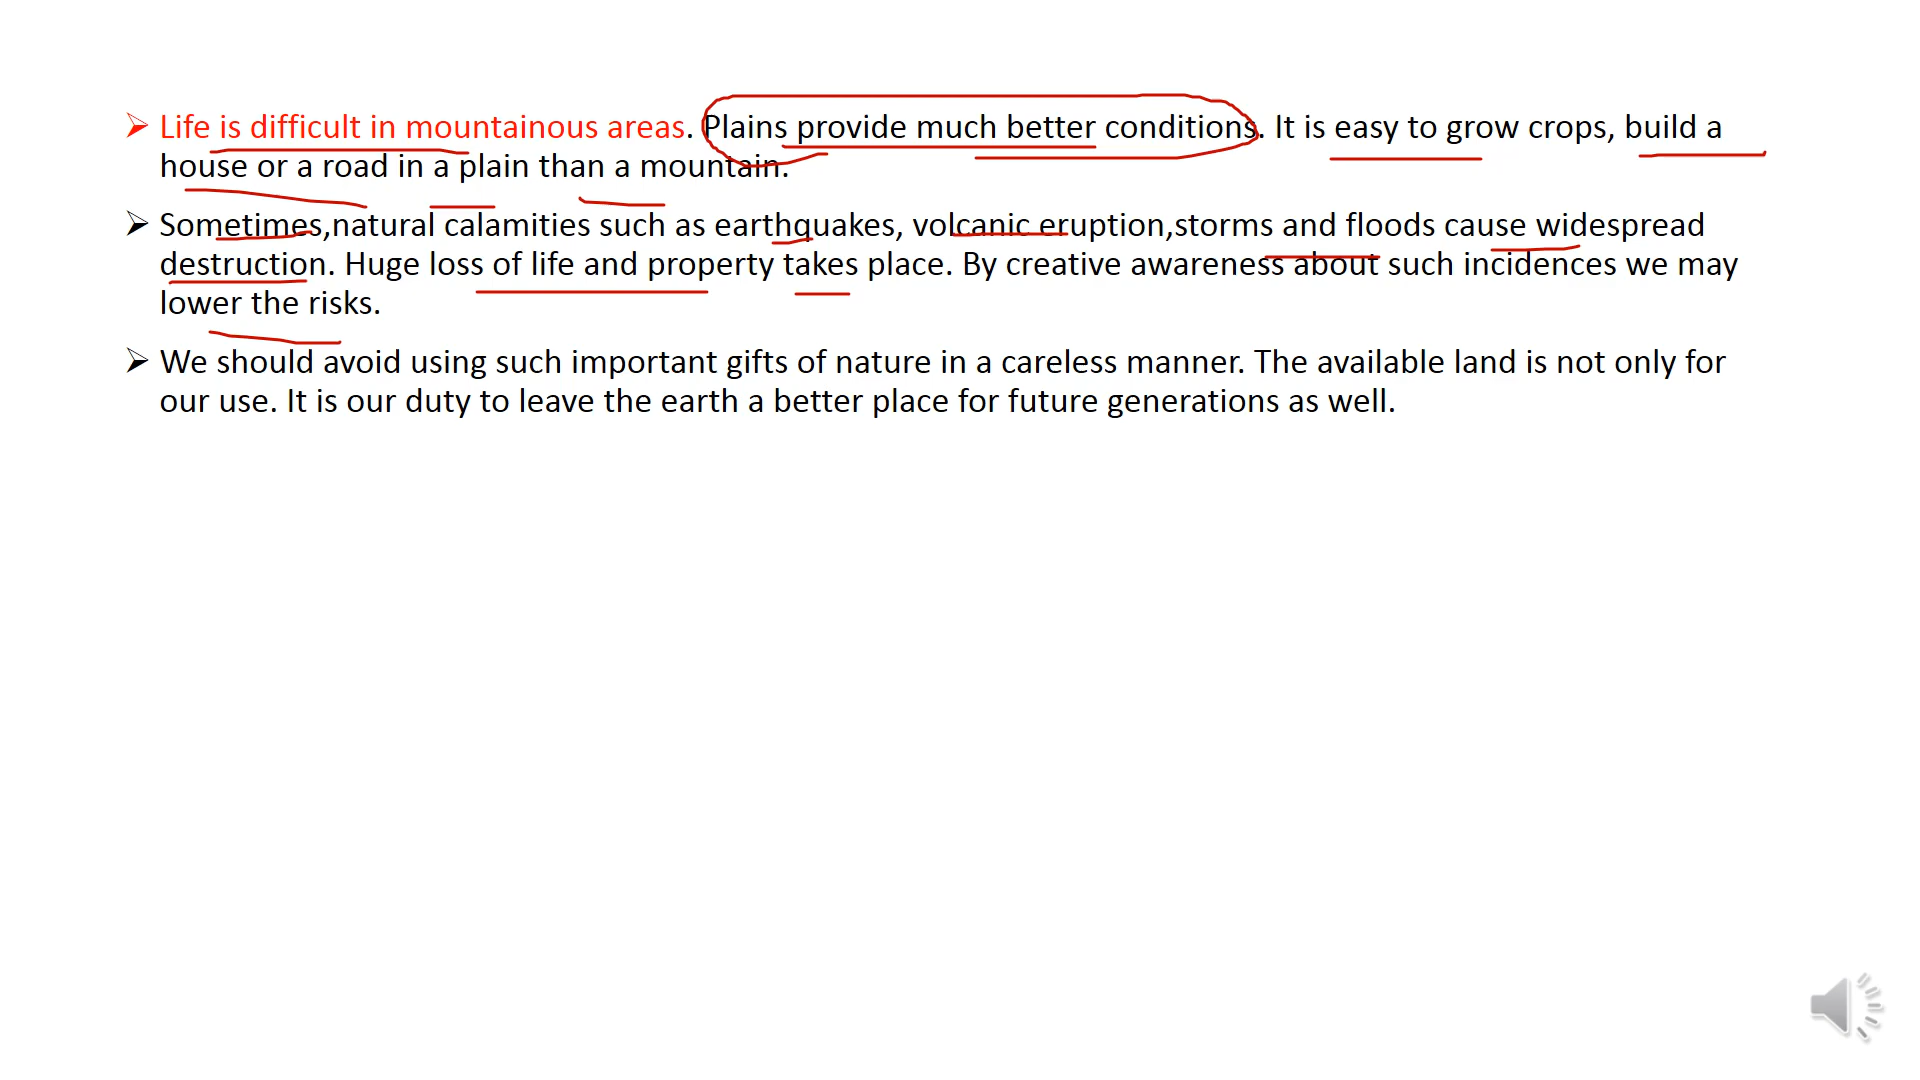 ➢ Life is difficult in mountainous areas. Plains provide much better conditions. It is easy to grow crops, build a
house or a road in a plain than a mountain.
➢ Sometimes,natural calamities such as earthquakes, volcanic eruption,storms and floods cause widespread
destruction. Huge loss of life and property takes place. By creative awareness about such incidences we may
lower the risks.
➢ We should avoid using such important gifts of nature in a careless manner. The available land is not only for
our use. It is our duty to leave the earth a better place for future generations as well.